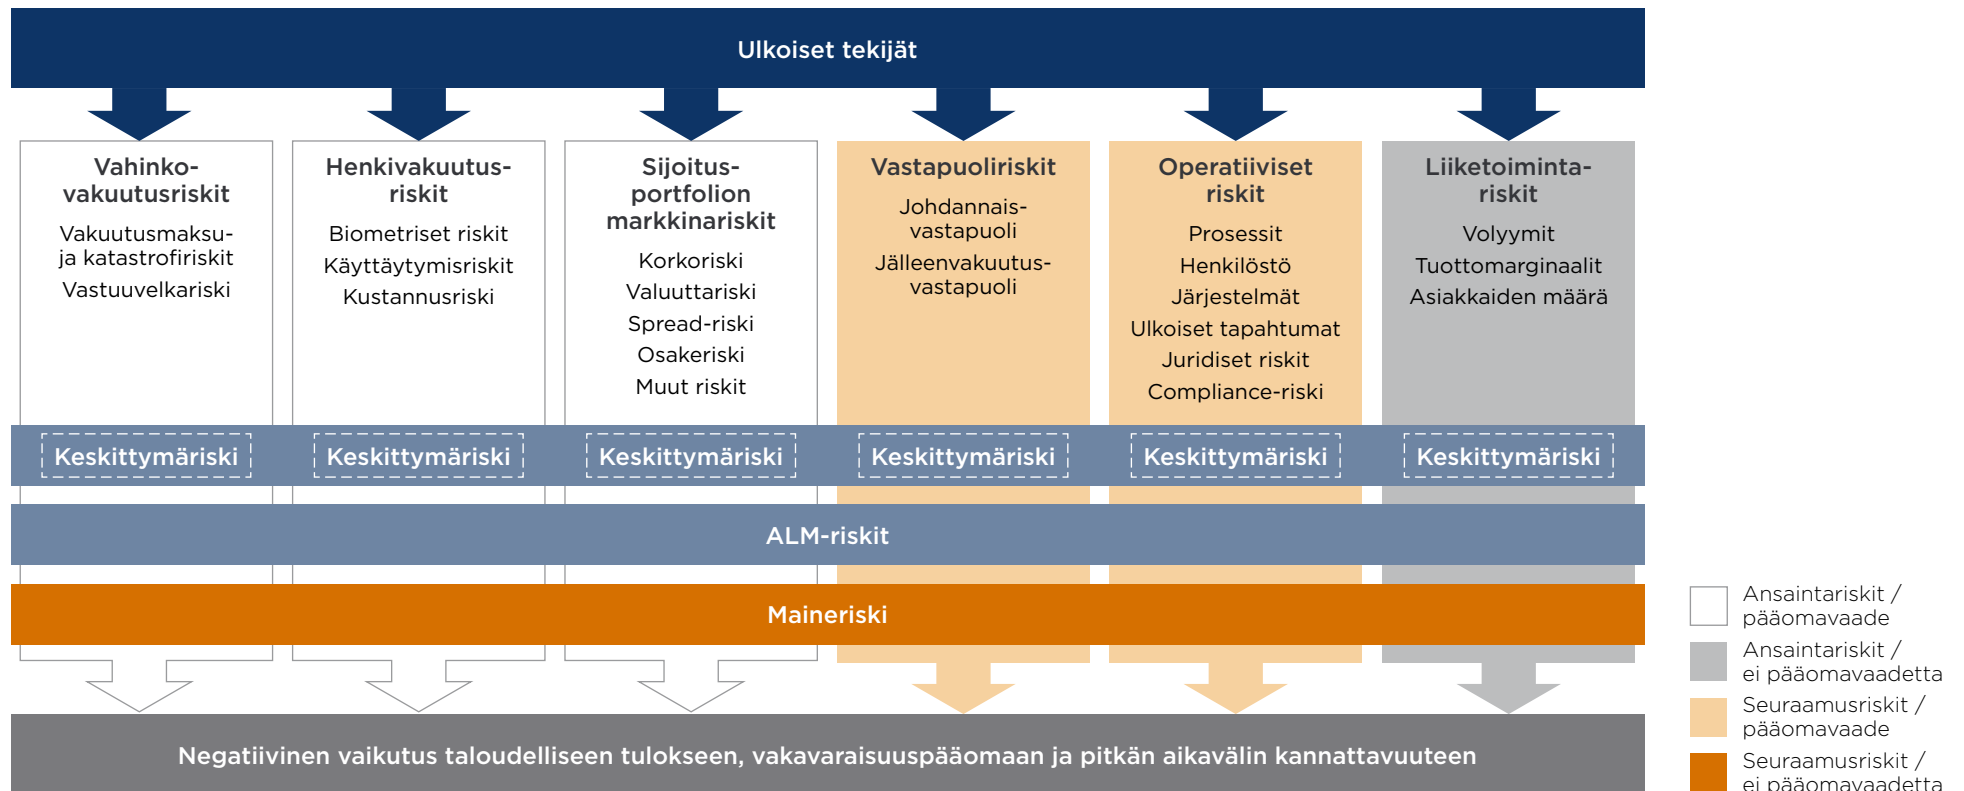 Ulkoiset tekijät
Vahinko-
vakuutusriskit
Vakuutusmaksu-
ja katastrofiriskit
Vastuuvelkariski
Henkivakuutus-
riskit
Biometriset riskit
Käyttäytymisriskit
Kustannusriski
Sijoitus-
portfolion
markkinariskit
Korkoriski
Valuuttariski
Spread-riski
Osakeriski
Muut riskit
Vastapuoliriskit
Johdannais-
vastapuoli
Jälleenvakuutus-
vastapuoli
Operatiiviset
riskit
Prosessit
Henkilöstö
Järjestelmät
Ulkoiset tapahtumat
Juridiset riskit
Compliance-riski
Liiketoiminta-
riskit
Volyymit
Tuottomarginaalit
Asiakkaiden määrä
Keskittymäriski
Keskittymäriski
Keskittymäriski
Keskittymäriski
Keskittymäriski
Keskittymäriski
ALM-riskit
Maineriski
Negatiivinen vaikutus taloudelliseen tulokseen, vakavaraisuuspääomaan ja pitkän aikavälin kannattavuuteen
Ansaintariskit /
pääomavaade
Ansaintariskit /
ei pääomavaadetta
Seuraamusriskit /
pääomavaade
Seuraamusriskit /
ei pääomavaadetta